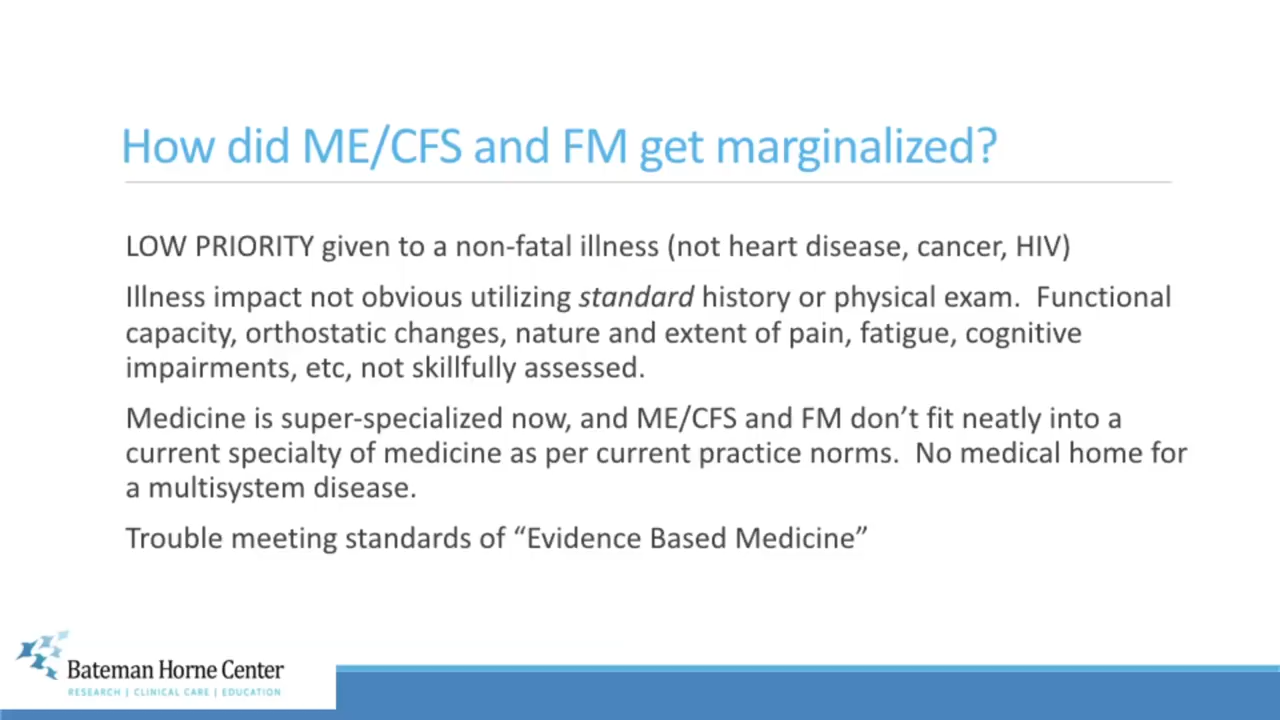 How did ME/CFS and FM get marginalized?
LOW PRIORITY given to a non-fatal illness (not heart disease, cancer, HIV)
Illness impact not obvious utilizing standard history or physical exam.  Functional
capacity, orthostatic changes, nature and extent of pain, fatigue, cognitive
impairments, etc, not skillfully assessed.
Medicine is super-specialized now, and ME/CFS and FM don’t fit neatly into a
current specialty of medicine as per current practice norms.  No medical home for
a multisystem disease.
Trouble meeting standards of “Evidence Based Medicine”
Bateman Horne Center
RESEARCH | CLINICAL CARE | EDUCATION